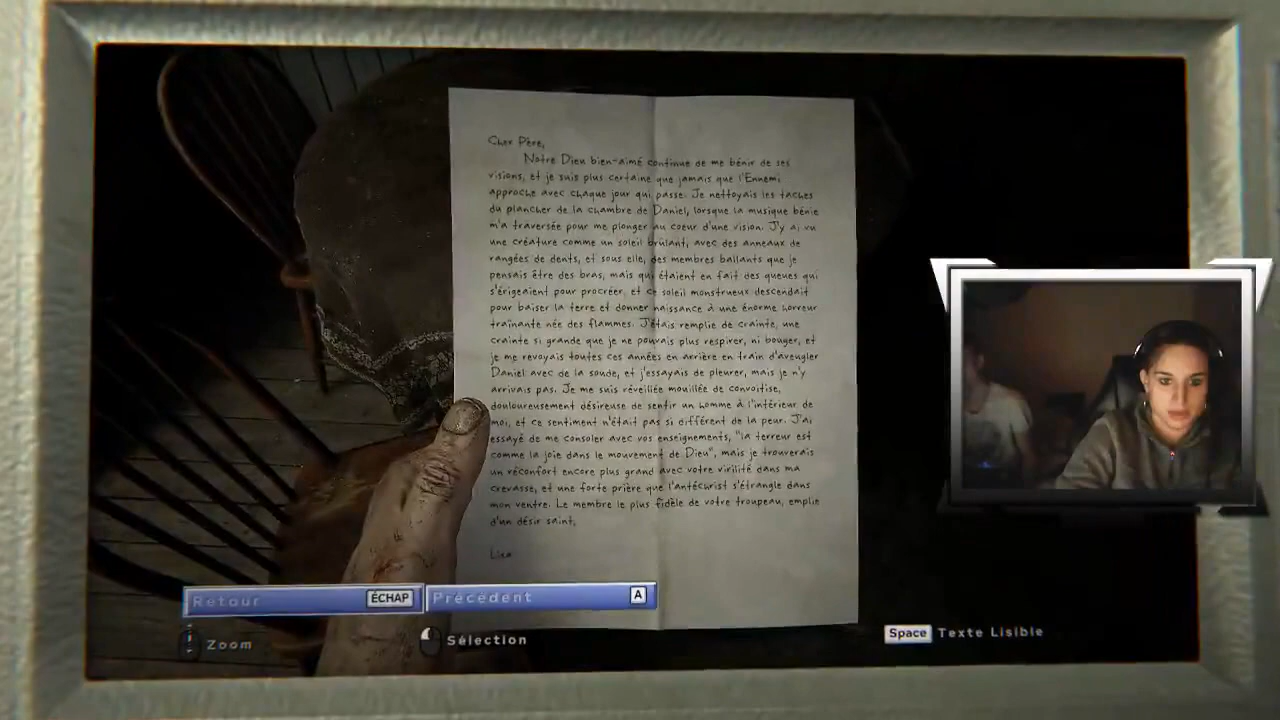 Cher Père,
Notre Dieu bien-aimé continue de me bénir de ses
visions, et je suis plus certaine que jamais que l'Ennemi
approche avec chaque jour qui passe. Je nettoyais les taches
du plancher de la chambre de Daniel, lorsque la musique bénie
m'a traversée pour me plonger au coeur d'une vision. J'y ai vu
une créature comme un soleil brûlant, avec des anneaux de
rangées de dents, et sous elle, des membres ballants que je
pensais être des bras, mais qui étaient en fait des queues qui
s'érigeaient pour procréer, et ce soleil monstrueux descendait
pour baiser la terre et donner naissance à une énorme horreur
traînante née des flammes. J'étais remplie de crainte, une
crainte si grande que je ne pouvais plus respirer, ni bouger, et
je me revoyais toutes ces années en arrière en train d'aveugler
Daniel avec de la soude, et j'essayais de pleurer, mais je n'y
arrivais pas. Je me suis réveillée mouillée de convoitise,
douloureusement désireuse de sentir un homme à l'intérieur de
moi, et ce sentiment n'était pas si différent de la peur. J'ai
essayé de me consoler avec vos enseignements, "la terreur est
comme la joie dans le mouvement de Dieu", mais je trouverais
un réconfort encore plus grand avec votre virilité dans ma
crevasse, et une forte prière que l'antéchrist s'étrangle dans
mon ventre. Le membre le plus fidèle de votre troupeau, emplie
d'un désir saint,
Retour ÉCHAP Précédent A
Zoom Sélection Space Texte Lisible